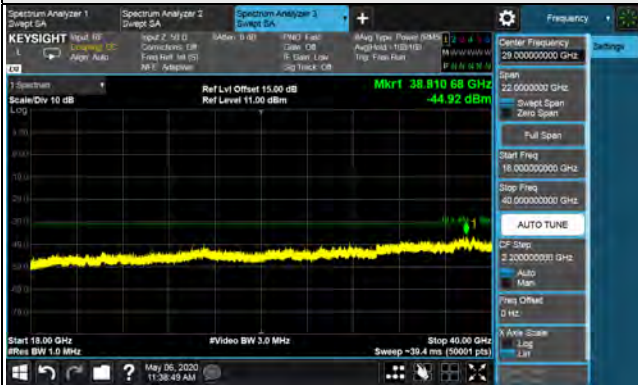 Spectrum Analyzer 1
Swept SA
Spectrum Analyzer 2
Swept SA
Spectrum Analyzer 3
Swept SA
+
Frequency
KEYSIGHT
Input: RF
Coupling: DC
Align: Auto
Input Z: 50 Ω
Corrections: Off
Freq Ref: Int (S)
NFE: Adaptive
#Atten: 0 dB
PNO: Fast
Gate: Off
IF Gain: Low
Sig Track: Off
#Avg Type: Power (RMS)
Trig: Free Run
1 Spectrum
Scale/Div 10 dB
Log
Ref Lvl Offset 15.00 dB
Ref Level 11.00 dBm
Mkr1 38.910 68 GHz
-44.92 dBm
1
Start 18.00 GHz
#Res BW 1.0 MHz
#Video BW 3.0 MHz
Stop 40.00 GHz
Sweep ~39.4 ms (50001 pts)
Center Frequency
29.000000000 GHz
Settings
Span
22.0000000 GHz
Swept Span
Zero Span
Full Span
Start Freq
18.000000000 GHz
Stop Freq
40.000000000 GHz
AUTO TUNE
CF Step
2.200000000 GHz
Auto
Man
Freq Offset
0 Hz
X Axis Scale
Log
Lin
May 06, 2020
11:38:49 AM